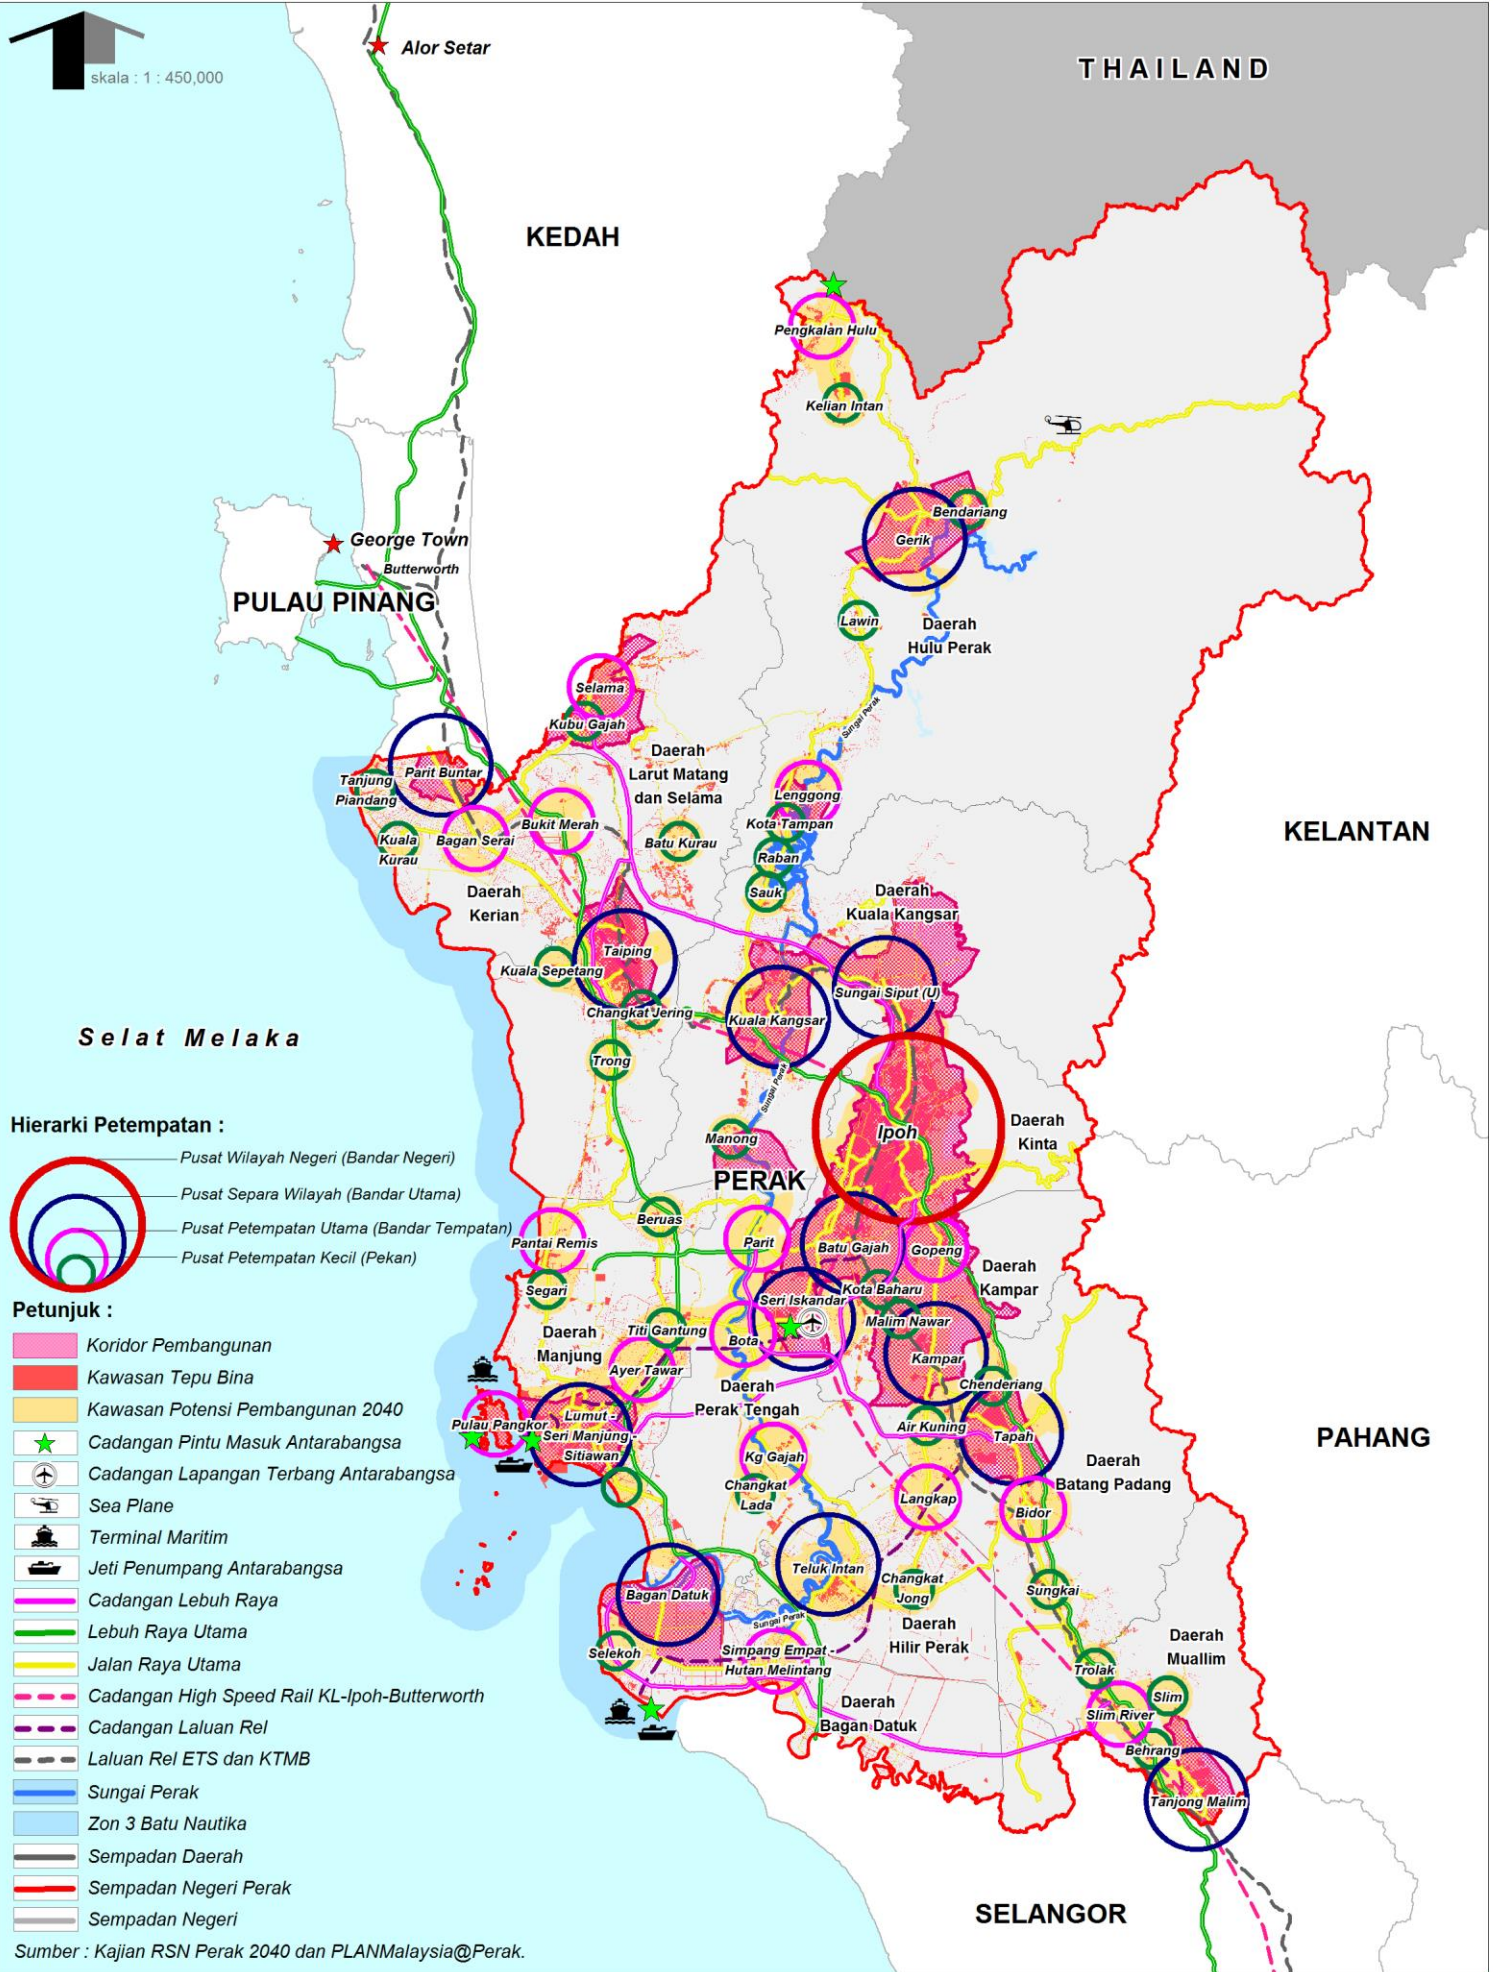 skala : 1 : 450,000
Alor Setar
THAILAND
KEDAH
Pengkalan Hulu
Kelian Intan
Bendariang
Gerik
George Town
Butterworth
PULAU PINANG
Lawin
Daerah
Hulu Perak
Selama
Kubu Gajah
Sungai Perak
Daerah
Larut Matang
dan Selama
Parit Buntar
Tanjung
Piandang
Lenggong
Kota Tampan
Bukit Merah
Kuala
Kurau
Bagan Serai
Batu Kurau
Raban
Sauk
KELANTAN
Daerah
Kerian
Daerah
Kuala Kangsar
Taiping
Kuala Sepetang
Changkat Jering
Sungai Siput (U)
Kuala Kangsar
Selat Melaka
Trong
Sungai Perak
Manong
Ipoh
Daerah
Kinta
PERAK
Hierarki Petempatan :
Pusat Wilayah Negeri (Bandar Negeri)
Pusat Separa Wilayah (Bandar Utama)
Pusat Petempatan Utama (Bandar Tempatan)
Pusat Petempatan Kecil (Pekan)
Beruas
Pantai Remis
Parit
Batu Gajah
Gopeng
Segari
Kota Baharu
Daerah
Kampar
Seri Iskandar
Malim Nawar
Daerah
Manjung
Titi Gantung
Bota
Ayer Tawar
Kampar
Chenderiang
Daerah
Perak Tengah
Pulau Pangkor
Lumut -
Seri Manjung -
Sitiawan
Air Kuning
Tapah
PAHANG
Kg Gajah
Changkat
Lada
Langkap
Daerah
Batang Padang
Bidor
Teluk Intan
Changkat
Jong
Sungkai
Bagan Datuk
Sungai Perak
Daerah
Hilir Perak
Selekoh
Simpang Empat -
Hutan Melintang
Daerah
Muallim
Trolak
Slim
Daerah
Bagan Datuk
Slim River
Behrang
Tanjong Malim
SELANGOR
Petunjuk :
Koridor Pembangunan
Kawasan Tepu Bina
Kawasan Potensi Pembangunan 2040
Cadangan Pintu Masuk Antarabangsa
Cadangan Lapangan Terbang Antarabangsa
Sea Plane
Terminal Maritim
Jeti Penumpang Antarabangsa
Cadangan Lebuh Raya
Lebuh Raya Utama
Jalan Raya Utama
Cadangan High Speed Rail KL-Ipoh-Butterworth
Cadangan Laluan Rel
Laluan Rel ETS dan KTMB
Sungai Perak
Zon 3 Batu Nautika
Sempadan Daerah
Sempadan Negeri Perak
Sempadan Negeri
Sumber : Kajian RSN Perak 2040 dan PLANMalaysia@Perak.